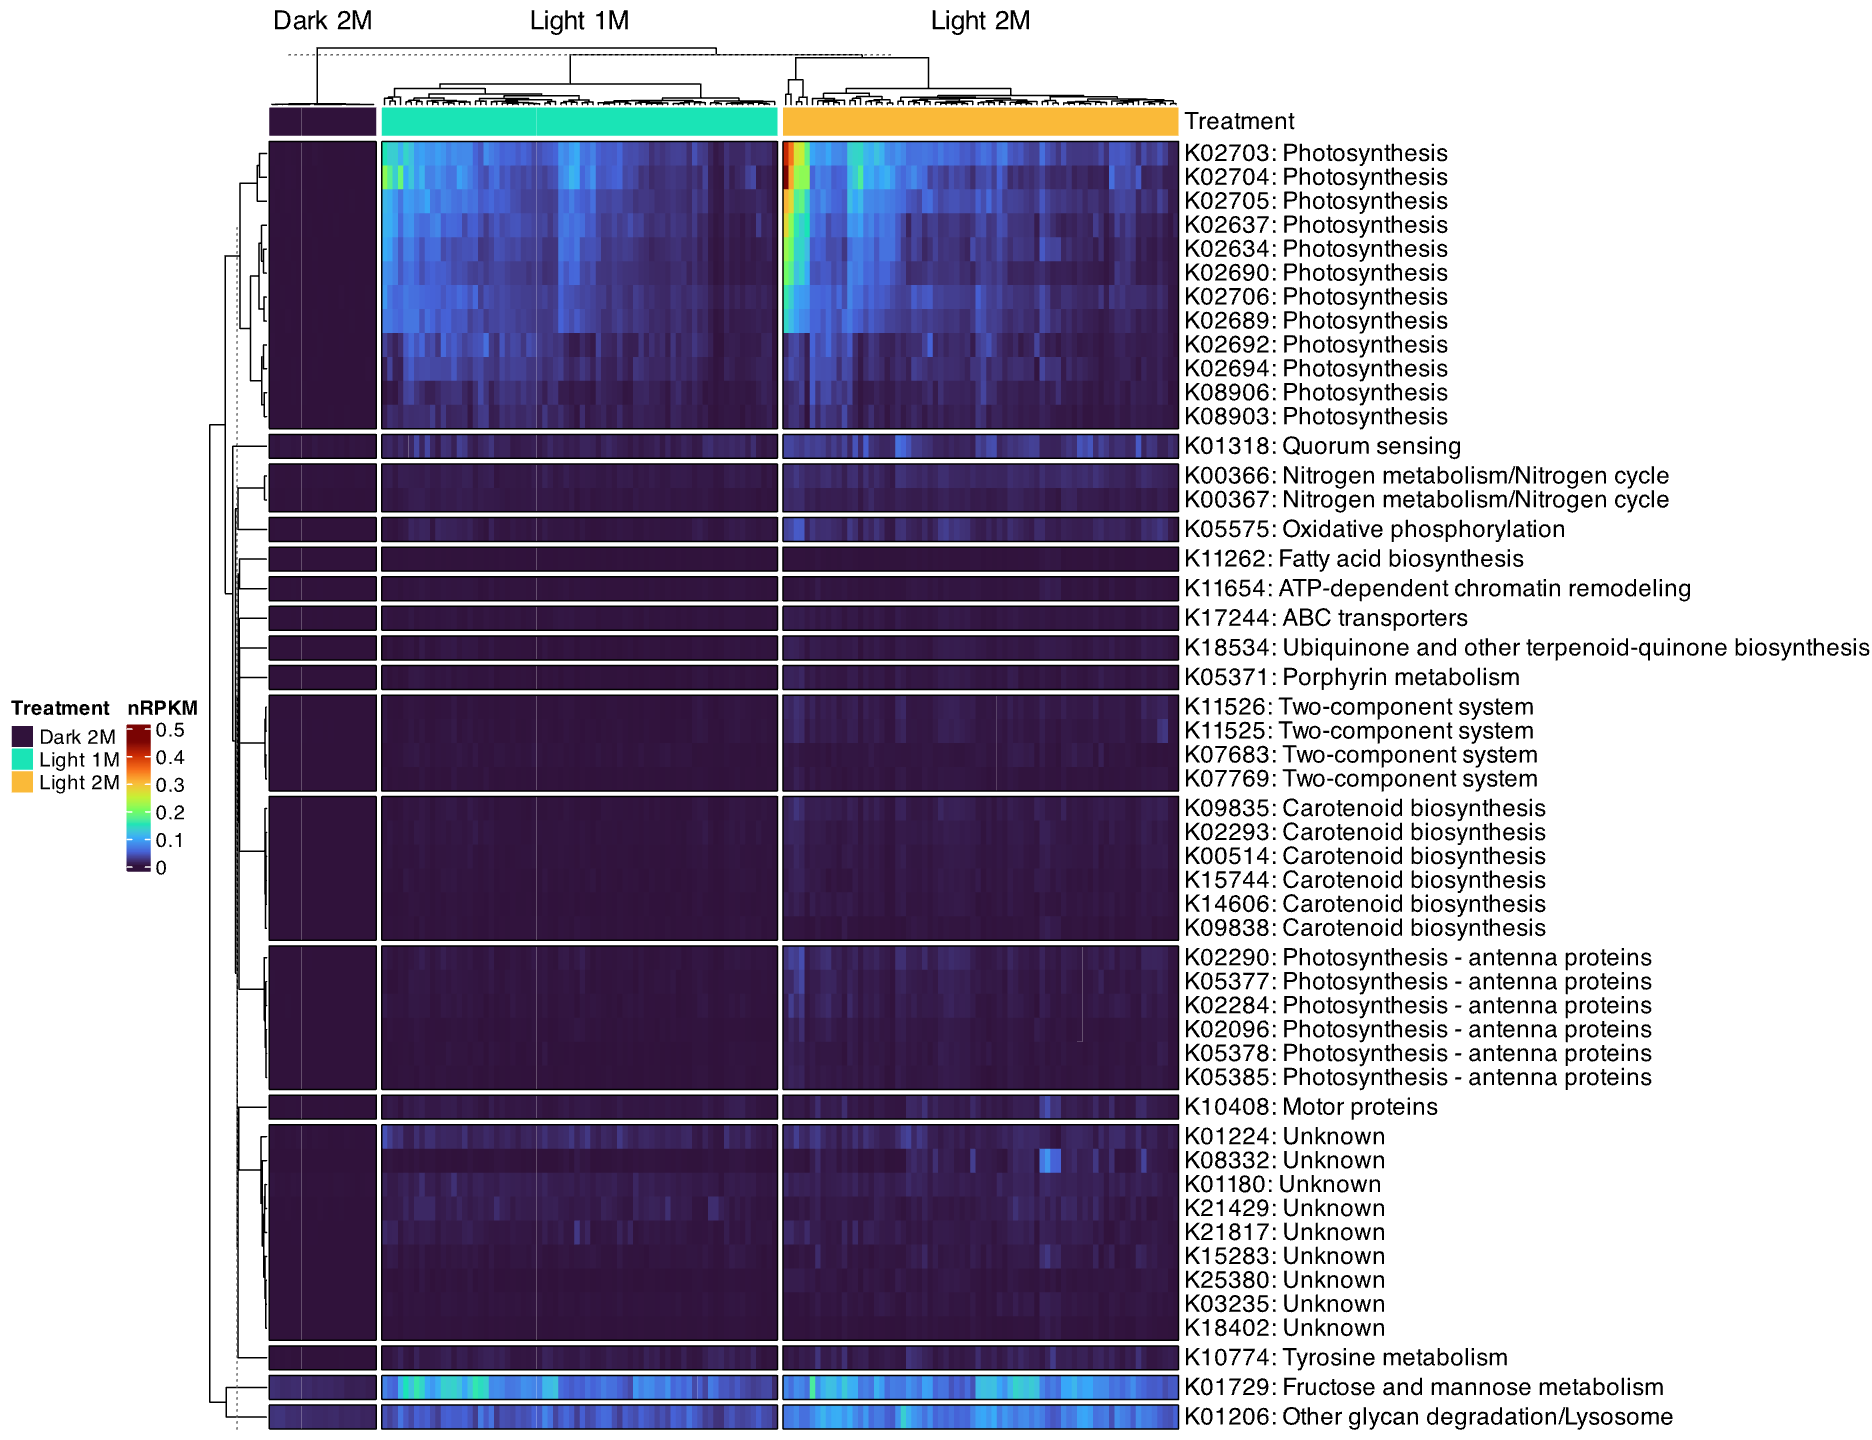 Dark 2M
Light 1M
Light 2M
Treatment
K02703: Photosynthesis
K02704: Photosynthesis
K02705: Photosynthesis
K02637: Photosynthesis
K02634: Photosynthesis
K02690: Photosynthesis
K02706: Photosynthesis
K02689: Photosynthesis
K02692: Photosynthesis
K02694: Photosynthesis
K08906: Photosynthesis
K08903: Photosynthesis
K01318: Quorum sensing
K00366: Nitrogen metabolism/Nitrogen cycle
K00367: Nitrogen metabolism/Nitrogen cycle
K05575: Oxidative phosphorylation
K11262: Fatty acid biosynthesis
K11654: ATP-dependent chromatin remodeling
K17244: ABC transporters
K18534: Ubiquinone and other terpenoid-quinone biosynthesis
K05371: Porphyrin metabolism
K11526: Two-component system
K11525: Two-component system
K07683: Two-component system
K07769: Two-component system
K09835: Carotenoid biosynthesis
K02293: Carotenoid biosynthesis
K00514: Carotenoid biosynthesis
K15744: Carotenoid biosynthesis
K14606: Carotenoid biosynthesis
K09838: Carotenoid biosynthesis
K02290: Photosynthesis - antenna proteins
K05377: Photosynthesis - antenna proteins
K02284: Photosynthesis - antenna proteins
K02096: Photosynthesis - antenna proteins
K05378: Photosynthesis - antenna proteins
K05385: Photosynthesis - antenna proteins
K10408: Motor proteins
K01224: Unknown
K08332: Unknown
K01180: Unknown
K21429: Unknown
K21817: Unknown
K15283: Unknown
K25380: Unknown
K03235: Unknown
K18402: Unknown
K10774: Tyrosine metabolism
K01729: Fructose and mannose metabolism
K01206: Other glycan degradation/Lysosome
Treatment
Dark 2M
Light 1M
Light 2M
nRPKM
0.5
0.4
0.3
0.2
0.1
0